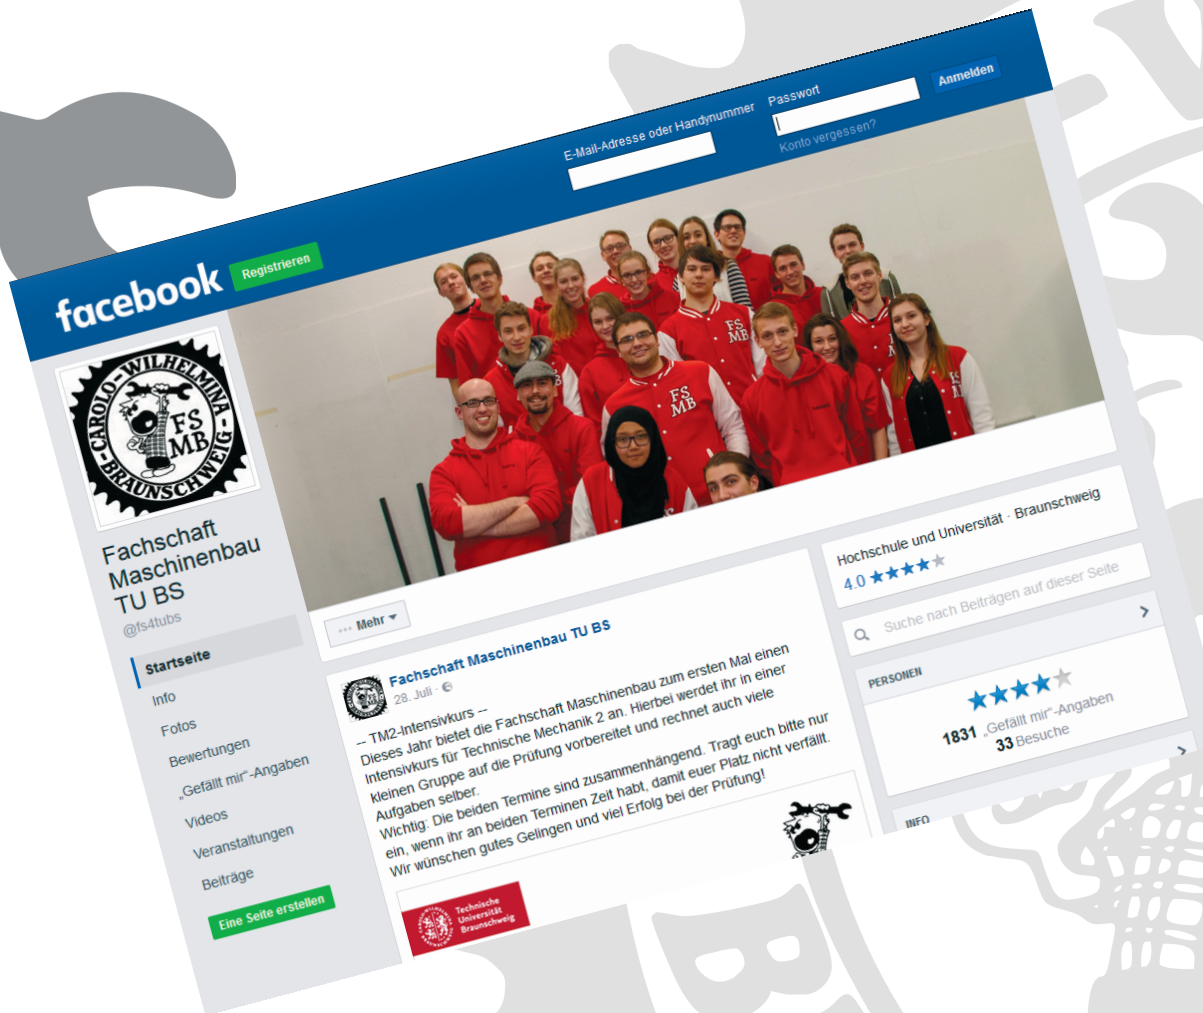 E-Mail-Adresse oder Handynummer
Passwort
Anmelden
Konto vergessen?
facebook
Registrieren
CAROLO-WILHELMINA
BRAUNSCHWEIG
FS
MB
FS
MB
FS
MB
Fachschaft
Maschinenbau
TU BS
@fs4tubs
Startseite
Info
Fotos
Bewertungen
„Gefällt mir“-Angaben
Videos
Veranstaltungen
Beiträge
Eine Seite erstellen
Mehr
Fachschaft Maschinenbau TU BS
28. Juli ·
-- TM2-Intensivkurs --
Dieses Jahr bietet die Fachschaft Maschinenbau zum ersten Mal einen
Intensivkurs für Technische Mechanik 2 an. Hierbei werdet ihr in einer
kleinen Gruppe auf die Prüfung vorbereitet und rechnet auch viele
Aufgaben selber.
Wichtig: Die beiden Termine sind zusammenhängend. Tragt euch bitte nur
ein, wenn ihr an beiden Terminen Zeit habt, damit euer Platz nicht verfällt.
Wir wünschen gutes Gelingen und viel Erfolg bei der Prüfung!
Technische
Universität
Braunschweig
Hochschule und Universität · Braunschweig
4.0
Suche nach Beiträgen auf dieser Seite
PERSONEN
1831 „Gefällt mir“-Angaben
33 Besuche
INFO